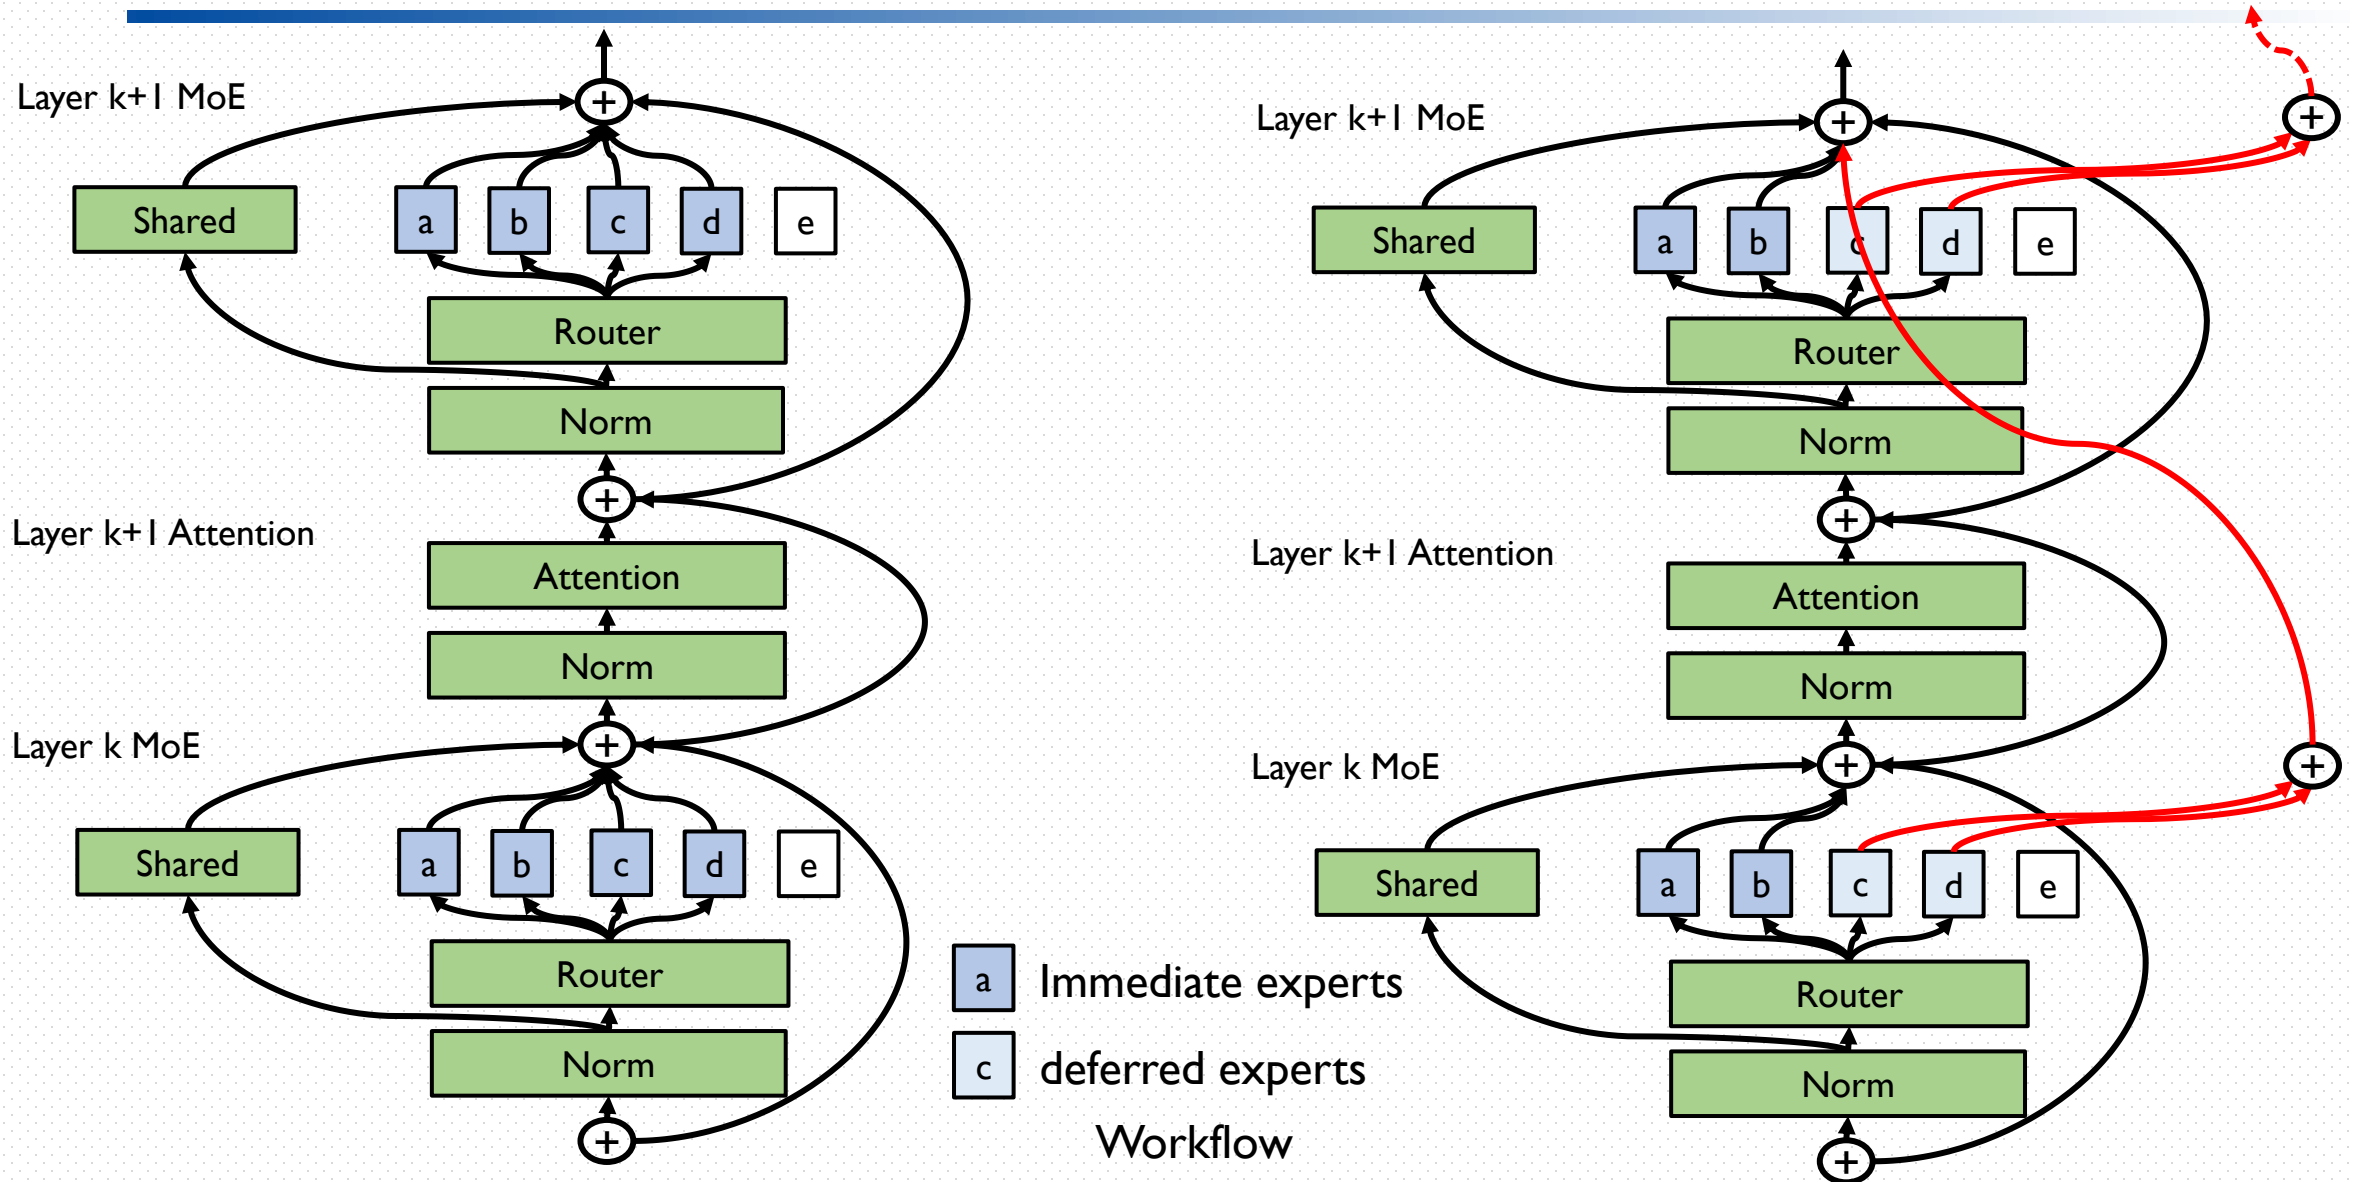 +
Layer k+1 MoE
Shared
a b c d e
Router
Norm
+
Layer k+1 Attention
Attention
Norm
Layer k MoE
+
Shared
a b c d e
Router
Norm
+
a Immediate experts
c deferred experts
Workflow
+
+
Layer k+1 MoE
Shared
a b c d e
Router
Norm
+
Layer k+1 Attention
Attention
Norm
Layer k MoE
+
+
Shared
a b c d e
Router
Norm
+